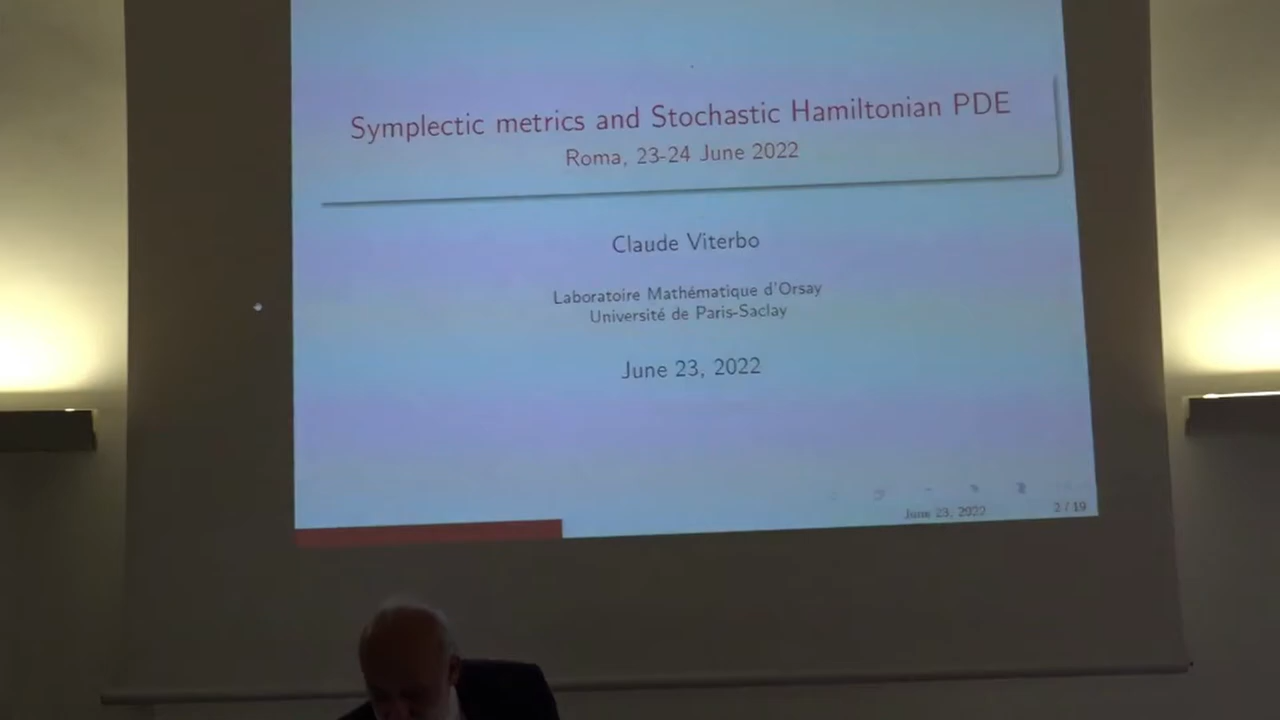 Symplectic metrics and Stochastic Hamiltonian PDE
Roma, 23-24 June 2022
Claude Viterbo
Laboratoire Mathématique d'Orsay
Université de Paris-Saclay
June 23, 2022
June 23, 2022
2 / 19